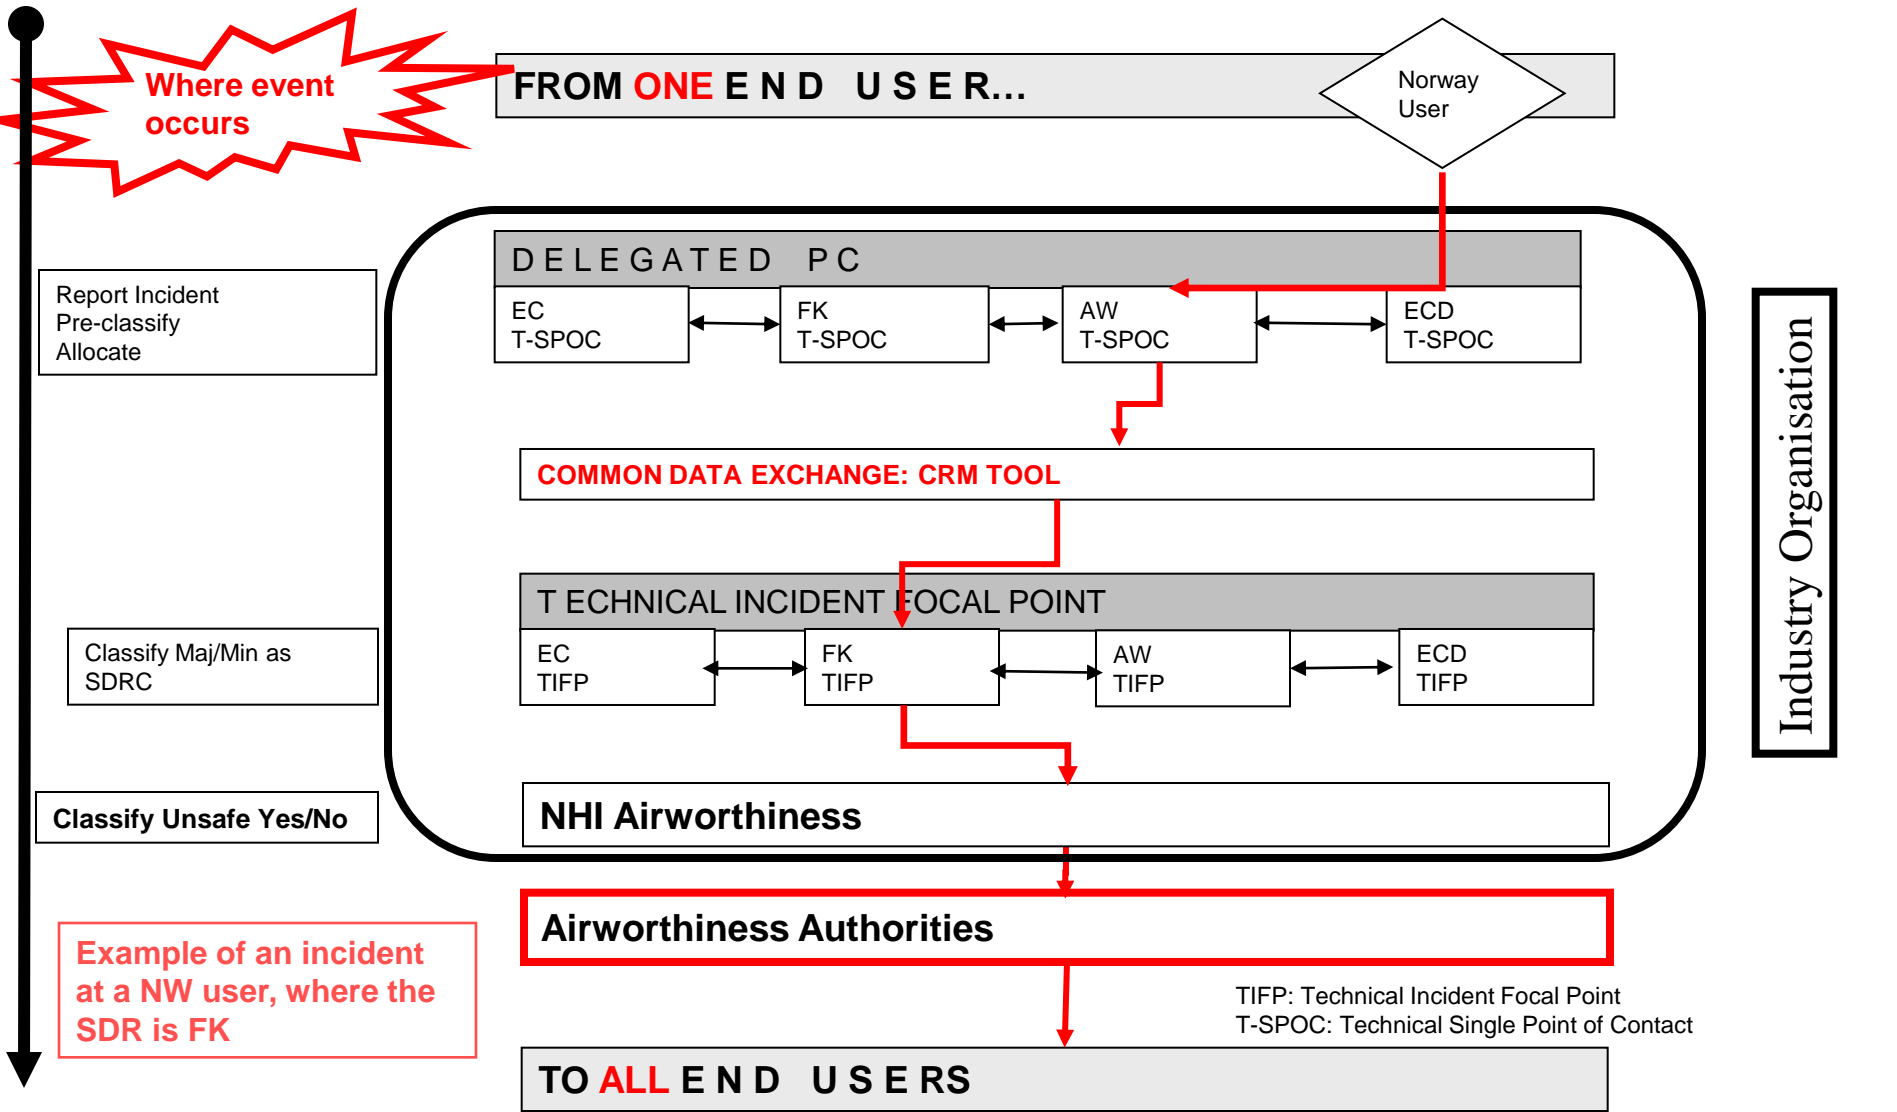 Where event
occurs
FROM ONE E N D   U S E R…
Norway
User
D E L E G A T E D   P C
Report Incident
Pre-classify
Allocate
EC
T-SPOC
FK
T-SPOC
AW
T-SPOC
ECD
T-SPOC
Industry Organisation
COMMON DATA EXCHANGE: CRM TOOL
T ECHNICAL INCIDENT FOCAL POINT
Classify Maj/Min as
SDRC
EC
TIFP
FK
TIFP
AW
TIFP
ECD
TIFP
Classify Unsafe Yes/No
NHI Airworthiness
Airworthiness Authorities
Example of an incident
at a NW user, where the
SDR is FK
TIFP: Technical Incident Focal Point
T-SPOC: Technical Single Point of Contact
TO ALL E N D   U S E RS